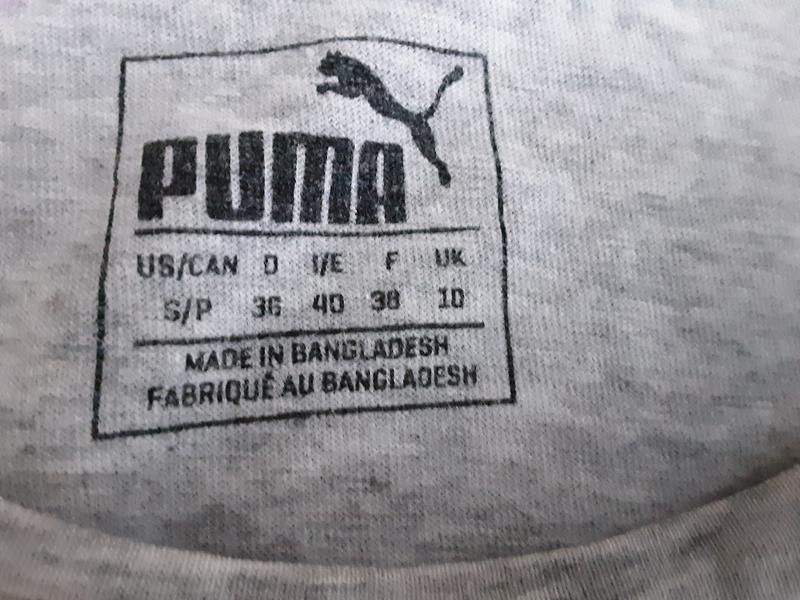 PUMA
US/CAN D I/E F UK
S/P 36 40 38 10
MADE IN BANGLADESH
FABRIQUÉ AU BANGLADESH